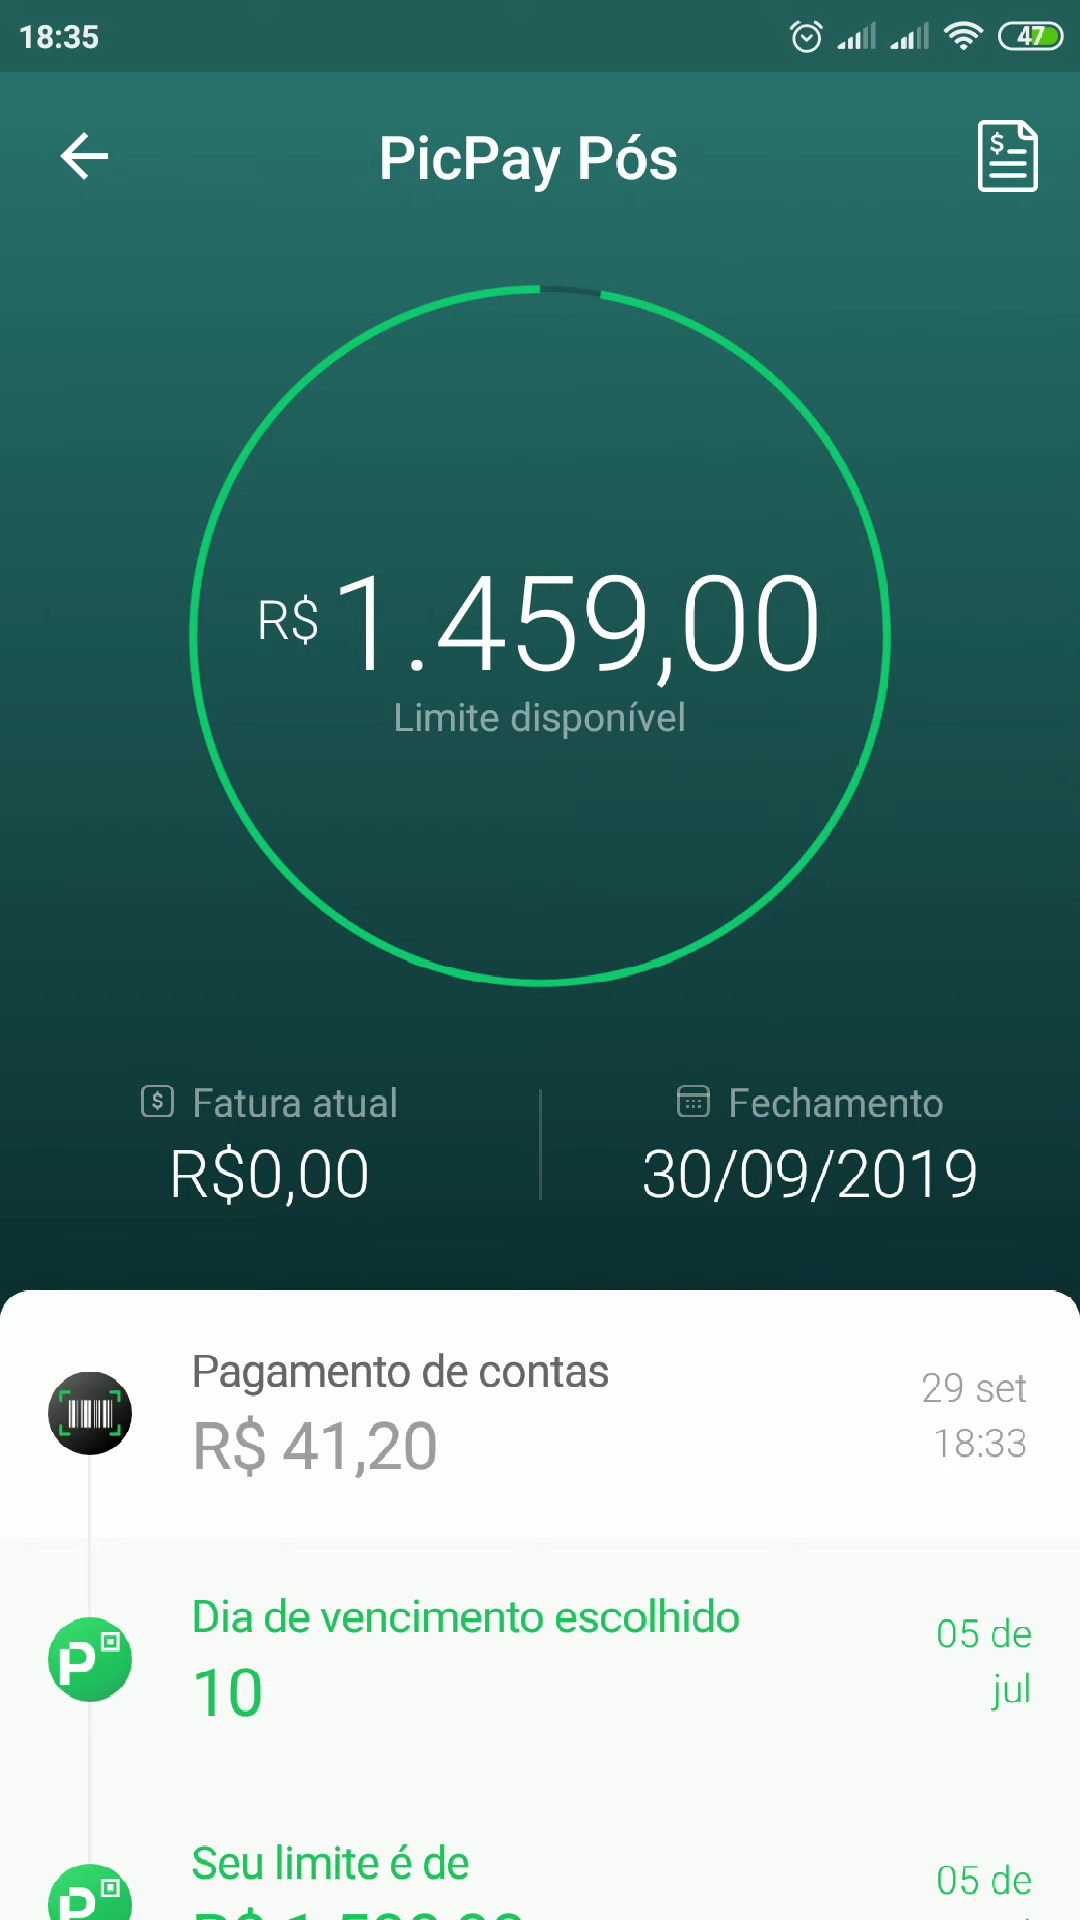 18:35
47
PicPay Pós
R$ 1.459,00
Limite disponível
Fatura atual
R$0,00
Fechamento
30/09/2019
Pagamento de contas
R$ 41,20
29 set
18:33
Dia de vencimento escolhido
10
05 de
jul
Seu limite é de
05 de